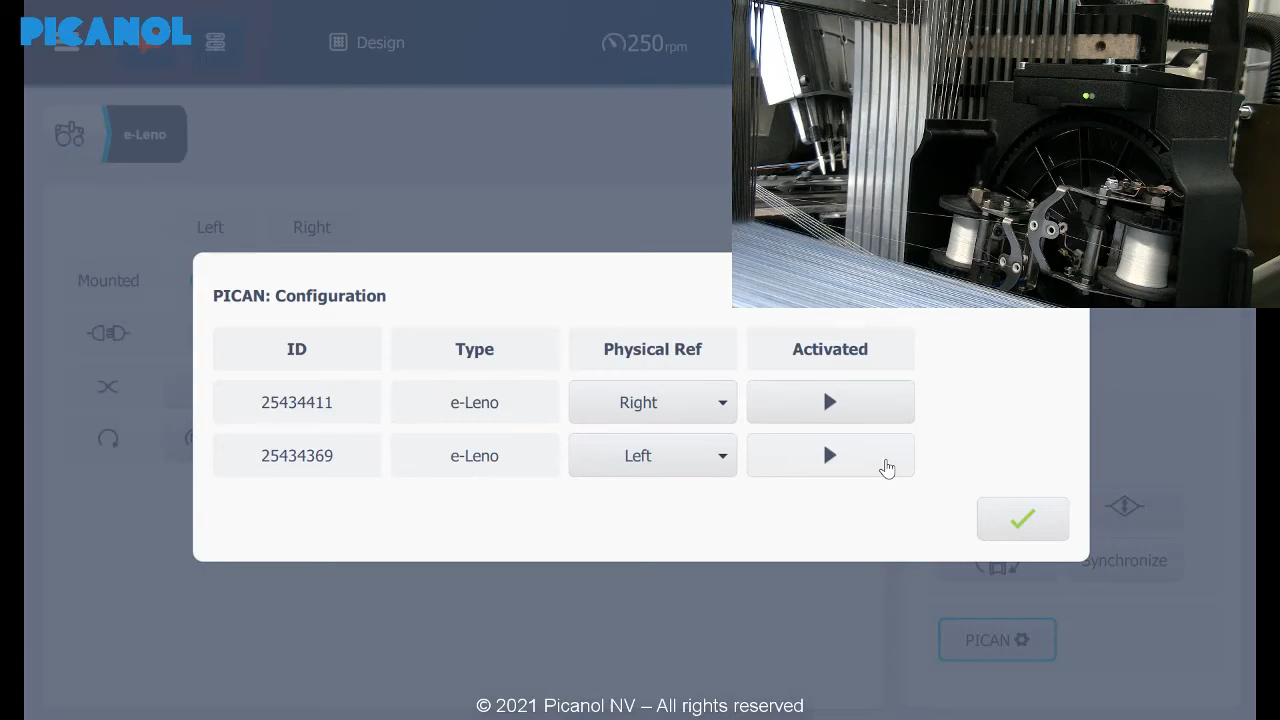 PICANOL
Design
250rpm
e-Leno
Left Right
Mounted
PICAN: Configuration
ID Type Physical Ref Activated
25434411 e-Leno Right
25434369 e-Leno Left
Synchronize
PICAN
© 2021 Picanol NV – All rights reserved